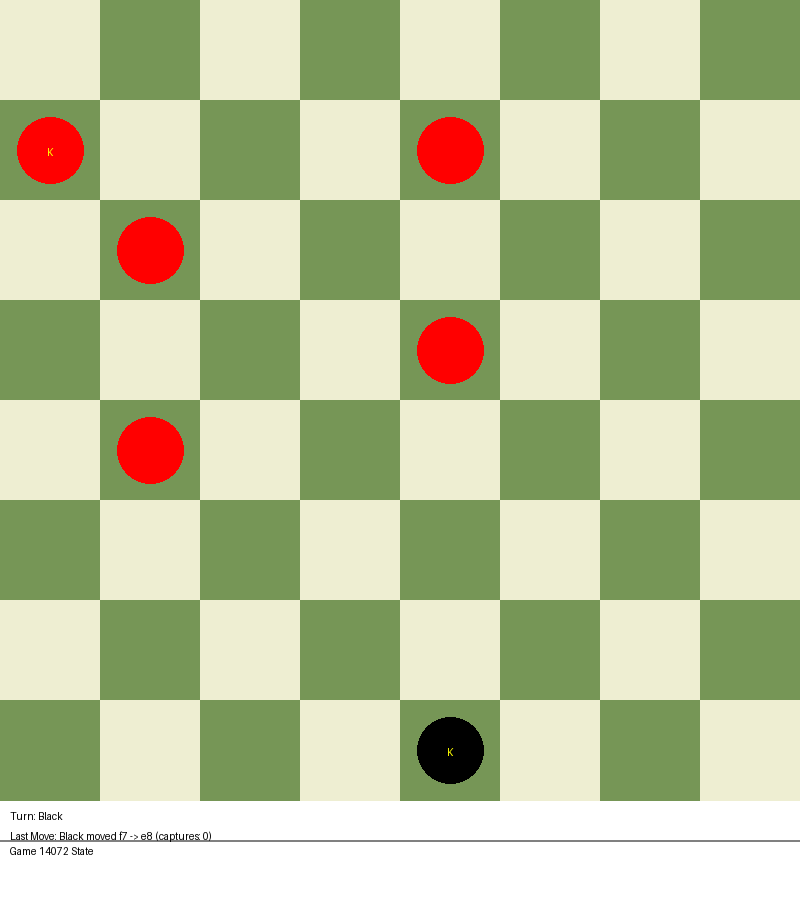 K
K
K
Turn: Black
Last Move: Black moved f7 -> e8 (captures: 0)
Game 14072 State